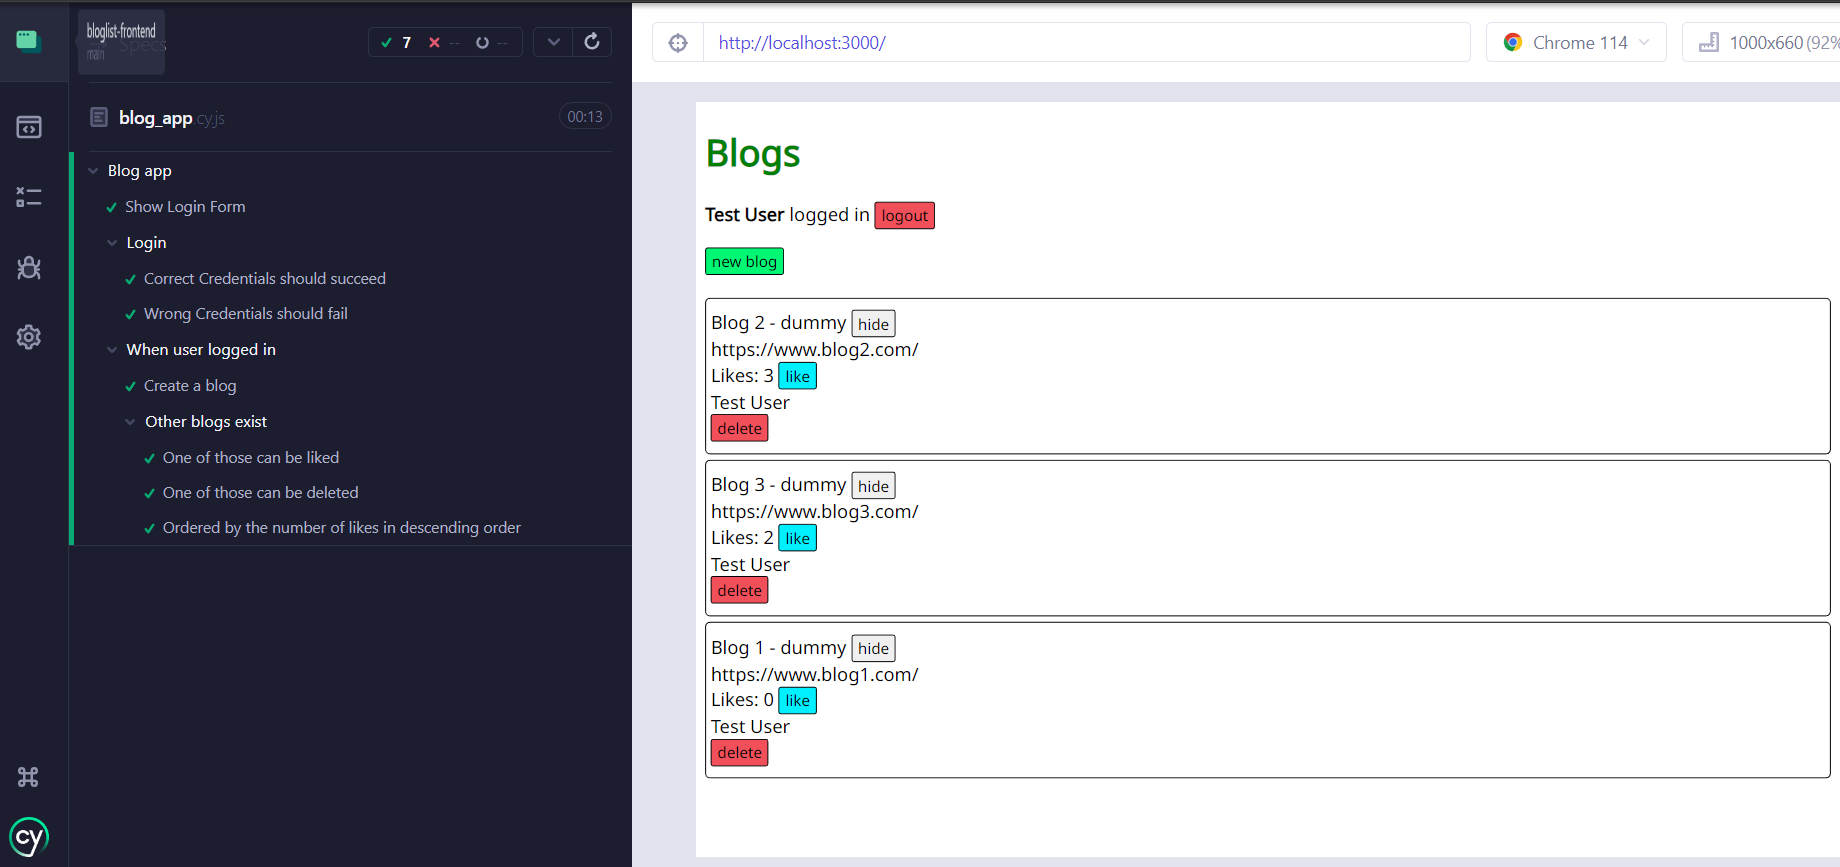 bloglist-frontend
main
Specs
7 -- --
blog_app cy.js 00:13
Blog app
Show Login Form
Login
Correct Credentials should succeed
Wrong Credentials should fail
When user logged in
Create a blog
Other blogs exist
One of those can be liked
One of those can be deleted
Ordered by the number of likes in descending order
cy
http://localhost:3000/
Chrome 114
1000x660 (92%
Blogs
Test User logged in logout
new blog
Blog 2 - dummy hide
https://www.blog2.com/
Likes: 3 like
Test User
delete
Blog 3 - dummy hide
https://www.blog3.com/
Likes: 2 like
Test User
delete
Blog 1 - dummy hide
https://www.blog1.com/
Likes: 0 like
Test User
delete